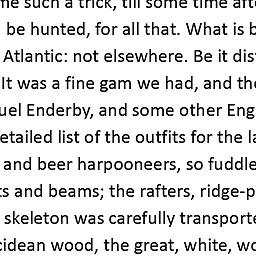 me such a trick, till some time afte
be hunted, for all that. What is b
Atlantic: not elsewhere. Be it dis
It was a fine gam we had, and the
uel Enderby, and some other Eng
etailed list of the outfits for the la
and beer harpooneers, so fuddle
ts and beams; the rafters, ridge-p
skeleton was carefully transporte
cidean wood, the great, white, wo